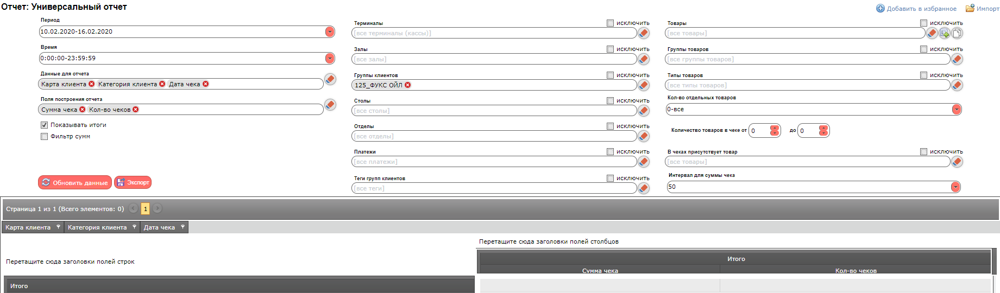 Отчет: Универсальный отчет
Добавить в избранное
Импорт
Период
10.02.2020-16.02.2020
Время
0:00:00-23:59:59
Данные для отчета
Карта клиента Категория клиента Дата чека
Поля построения отчета
Сумма чека Кол-во чеков
Показывать итоги
Фильтр сумм
Обновить данные Экспорт
Терминалы исключить
[все терминалы (кассы)]
Залы исключить
[все залы]
Группы клиентов исключить
125_ФУКС ОЙЛ
Столы исключить
[все столы]
Отделы исключить
[все отделы]
Платежи исключить
[все платежи]
Теги групп клиентов исключить
[все теги]
Товары исключить
[все товары]
Группы товаров исключить
[все группы товаров]
Типы товаров исключить
[все типы товаров]
Кол-во отдельных товаров
0-все
Количество товаров в чеке от 0 до 0
В чеках присутствует товар исключить
[все товары]
Интервал для суммы чека
50
Страница 1 из 1 (Всего элементов: 0) 1
Карта клиента Категория клиента Дата чека
Перетащите сюда заголовки полей столбцов
Перетащите сюда заголовки полей строк
Итого
Сумма чека Кол-во чеков
Итого